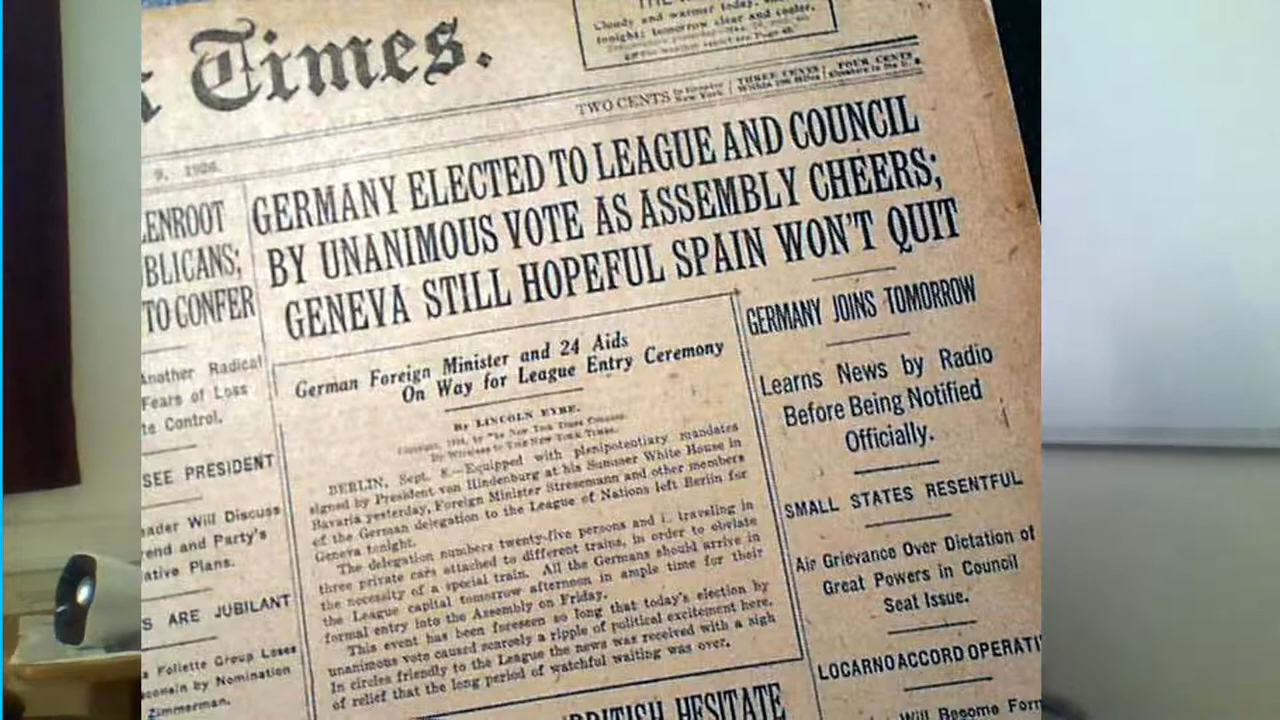 Times.
Cloudy and warmer today,
tonight; tomorrow clear and cooler.
TWO CENTS in Greater New York | THREE CENTS Within 200 Miles | FOUR CENTS Elsewhere in the U. S.
9, 1926.
LENROOT
BLICANS;
TO CONFER
Another Radical
Fears of Loss
te Control.
SEE PRESIDENT
eader Will Discuss
rend and Party's
ative Plans.
S ARE JUBILANT
a Follette Group Loses
sconsin by Nomination
Zimmerman.
GERMANY ELECTED TO LEAGUE AND COUNCIL
BY UNANIMOUS VOTE AS ASSEMBLY CHEERS;
GENEVA STILL HOPEFUL SPAIN WON'T QUIT
German Foreign Minister and 24 Aids
On Way for League Entry Ceremony
By LINCOLN EYRE.
Copyright, 1926, by The New York Times Company.
By Wireless to THE NEW YORK TIMES.
BERLIN, Sept. 8.—Equipped with plenipotentiary mandates
signed by President von Hindenburg at his Summer White House in
Bavaria yesterday, Foreign Minister Stresemann and other members
of the German delegation to the League of Nations left Berlin for
Geneva tonight.
The delegation numbers twenty-five persons and is traveling in
three private cars attached to different trains, in order to obviate
the necessity of a special train. All the Germans should arrive in
the League capital tomorrow afternoon in ample time for their
formal entry into the Assembly on Friday.
This event has been foreseen so long that today's election by
unanimous vote caused scarcely a ripple of political excitement here.
In circles friendly to the League the news was received with a sigh
of relief that the long period of watchful waiting was over.
BRITISH HESITATE
GERMANY JOINS TOMORROW
Learns News by Radio
Before Being Notified
Officially.
SMALL STATES RESENTFUL
Air Grievance Over Dictation of
Great Powers in Council
Seat Issue.
LOCARNO ACCORD OPERATI
Will Become Form